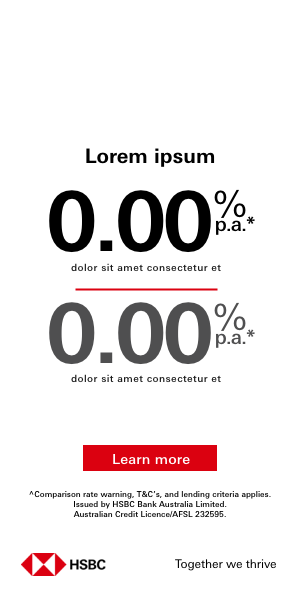 Lorem ipsum
0.00% p.a.*
dolor sit amet consectetur et
0.00% p.a.*
dolor sit amet consectetur et
Learn more
^Comparison rate warning, T&C's, and lending criteria applies.
Issued by HSBC Bank Australia Limited.
Australian Credit Licence/AFSL 232595.
HSBC Together we thrive